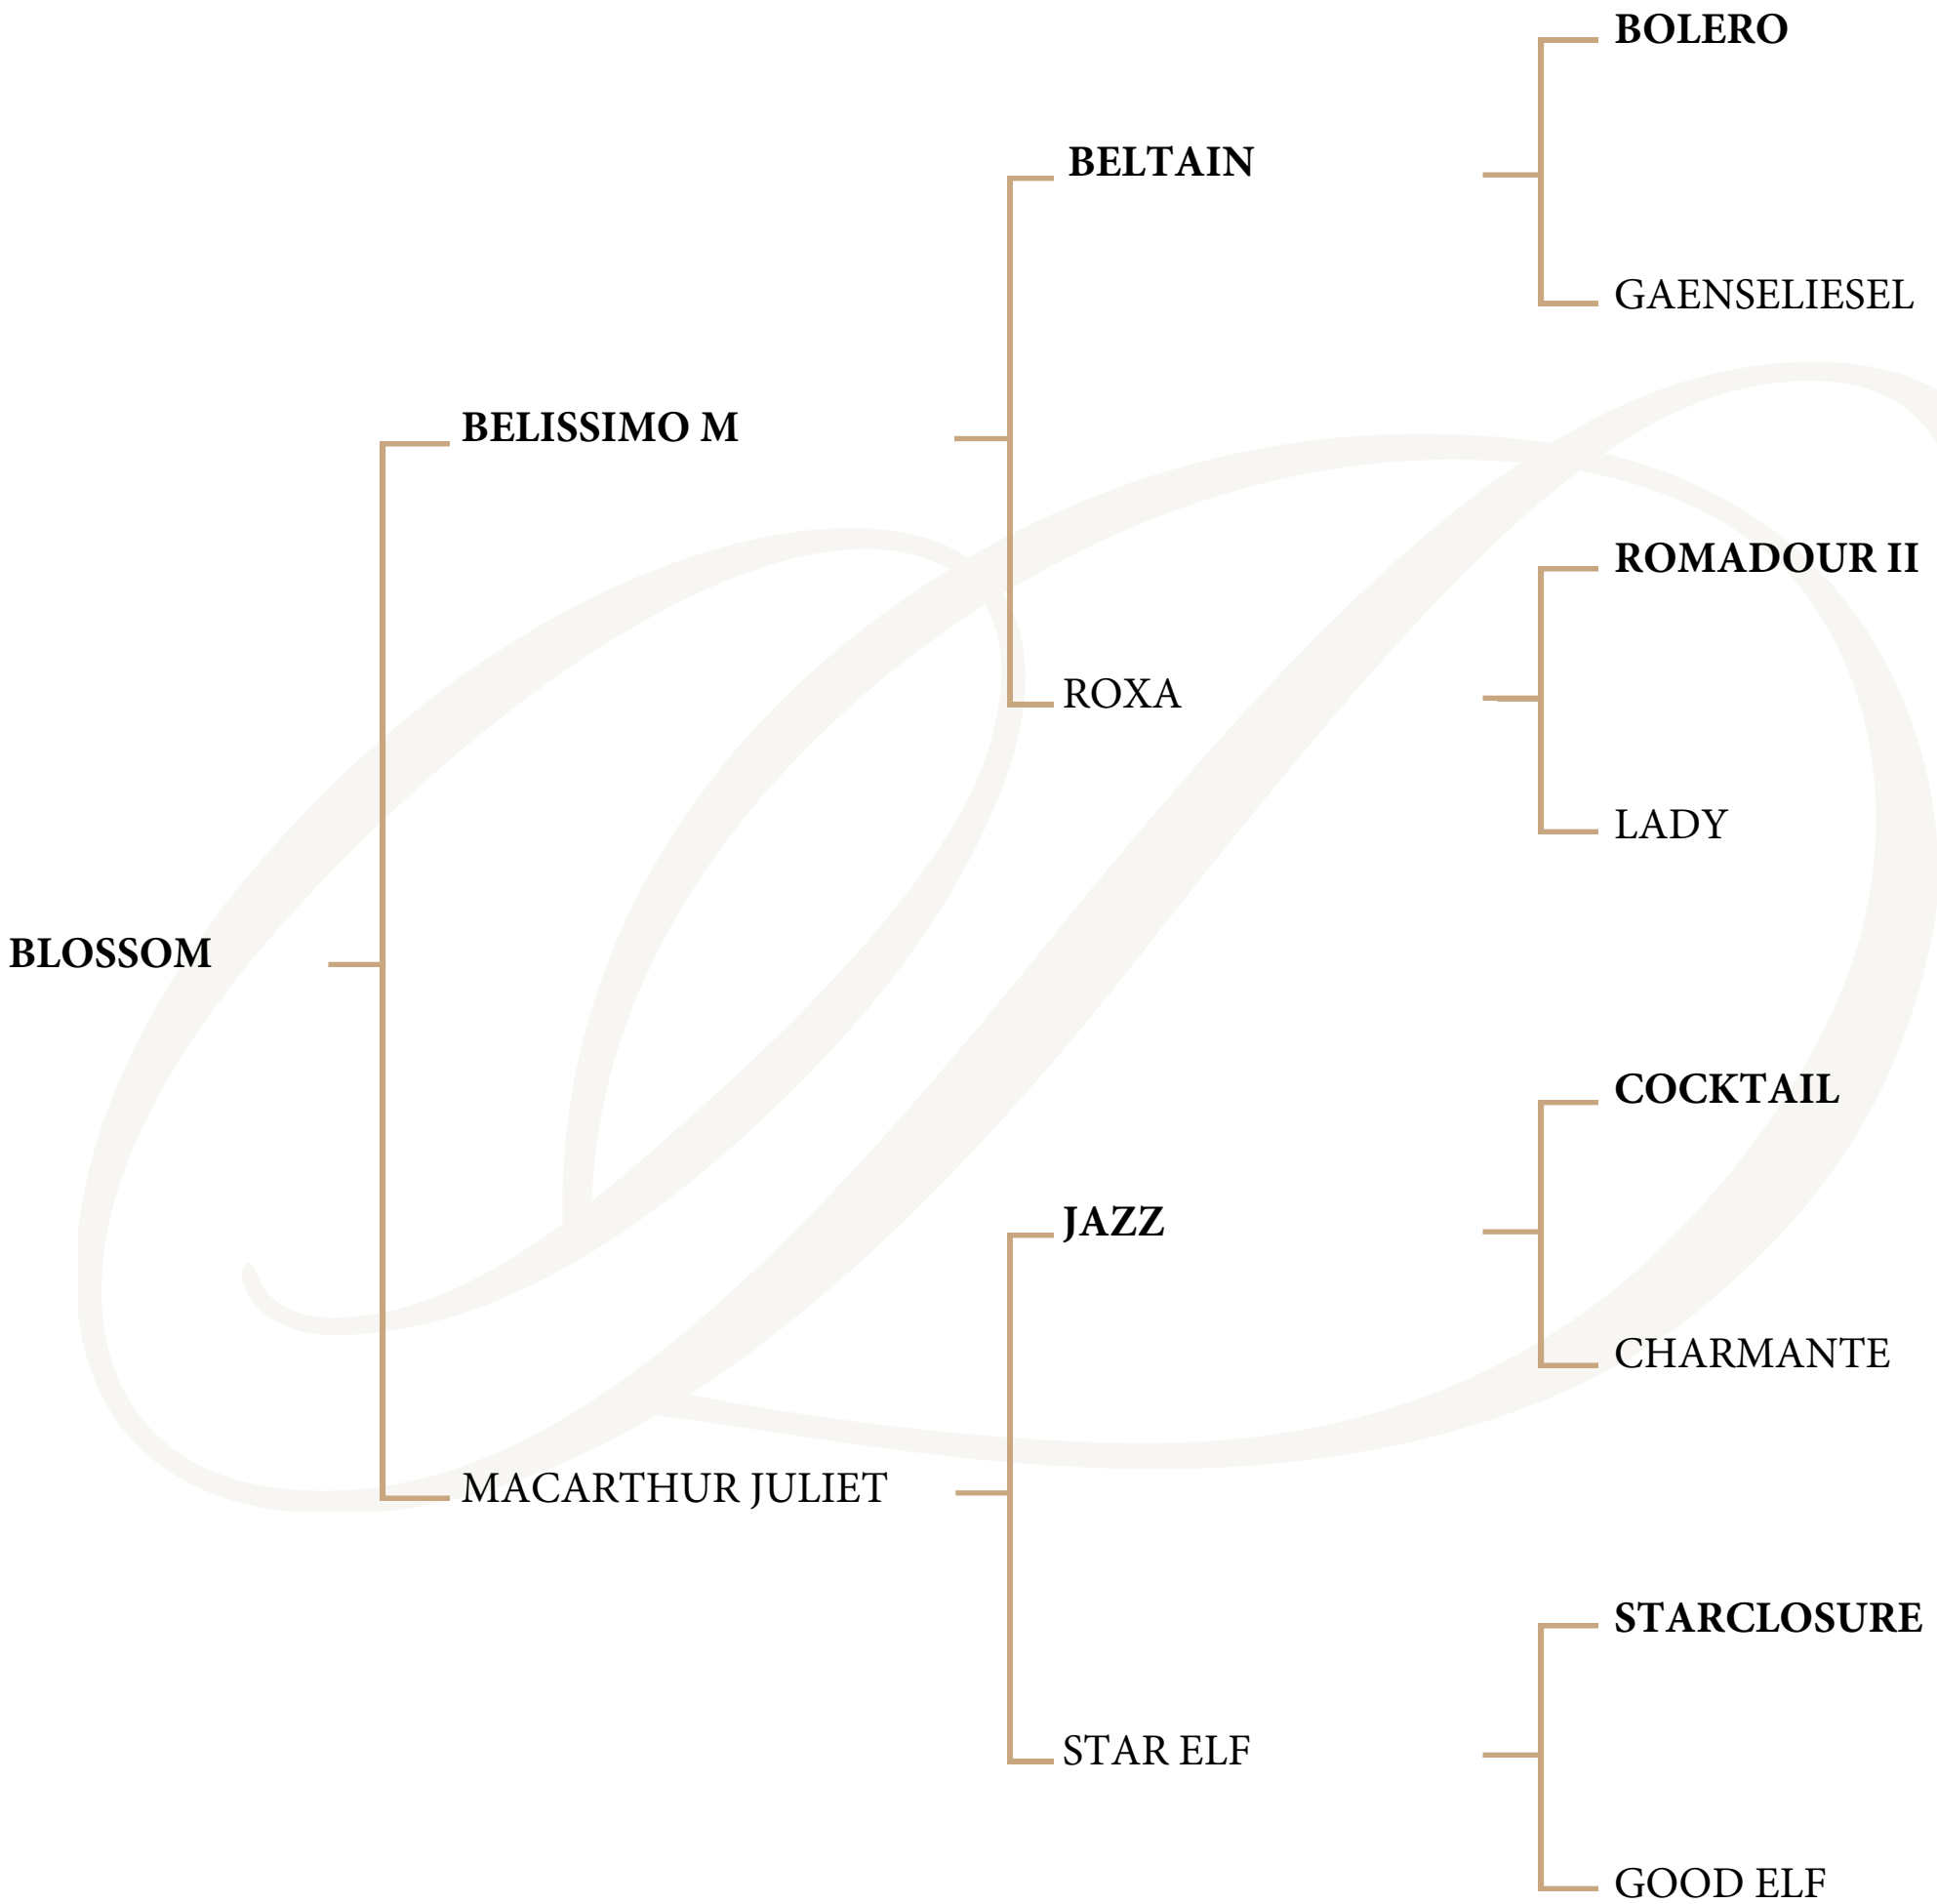 BOLERO
BELTAIN
GAENSELIESEL
BELISSIMO M
ROMADOUR II
ROXA
LADY
BLOSSOM
COCKTAIL
JAZZ
CHARMANTE
MACARTHUR JULIET
STARCLOSURE
STAR ELF
GOOD ELF